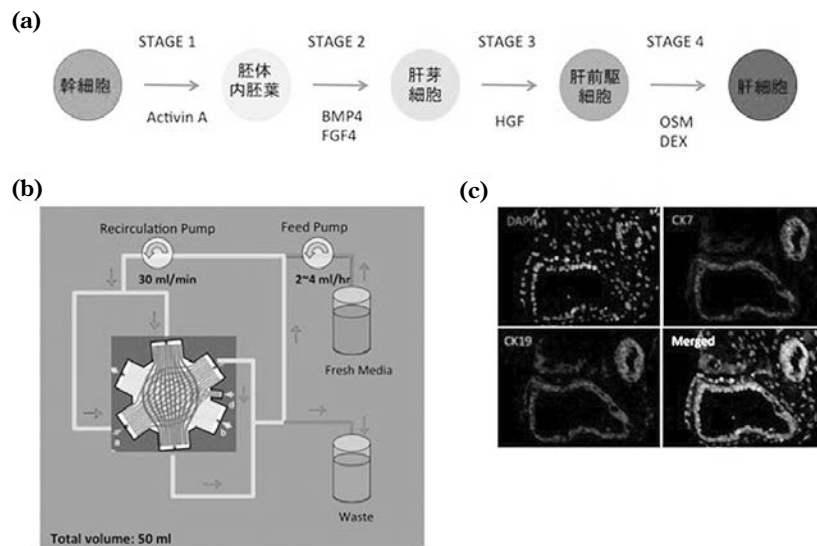 (a)
STAGE 1
STAGE 2
STAGE 3
STAGE 4
幹細胞
胚体
内胚葉
肝芽
細胞
肝前駆
細胞
肝細胞
Activin A
BMP4
FGF4
HGF
OSM
DEX
(b)
Recirculation Pump
Feed Pump
30 ml/min
2~4 ml/hr
Fresh Media
Waste
Total volume: 50 ml
(c)
DAPI
CK7
CK19
Merged